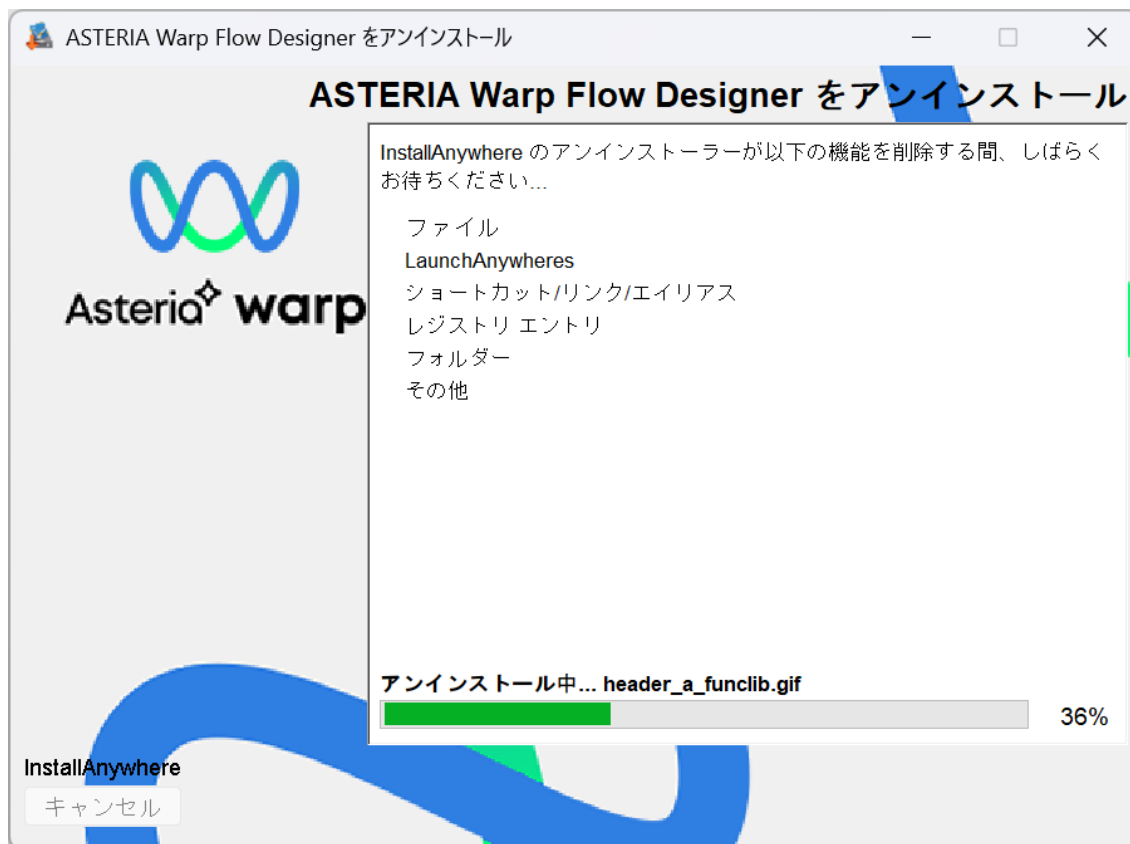 ASTERIA Warp Flow Designer をアンインストール
ASTERIA Warp Flow Designer をアンインストール
Asteria warp
InstallAnywhere のアンインストーラーが以下の機能を削除する間、しばらく
お待ちください...
ファイル
LaunchAnywheres
ショートカット/リンク/エイリアス
レジストリ エントリ
フォルダー
その他
アンインストール中... header_a_funclib.gif
36%
InstallAnywhere
キャンセル